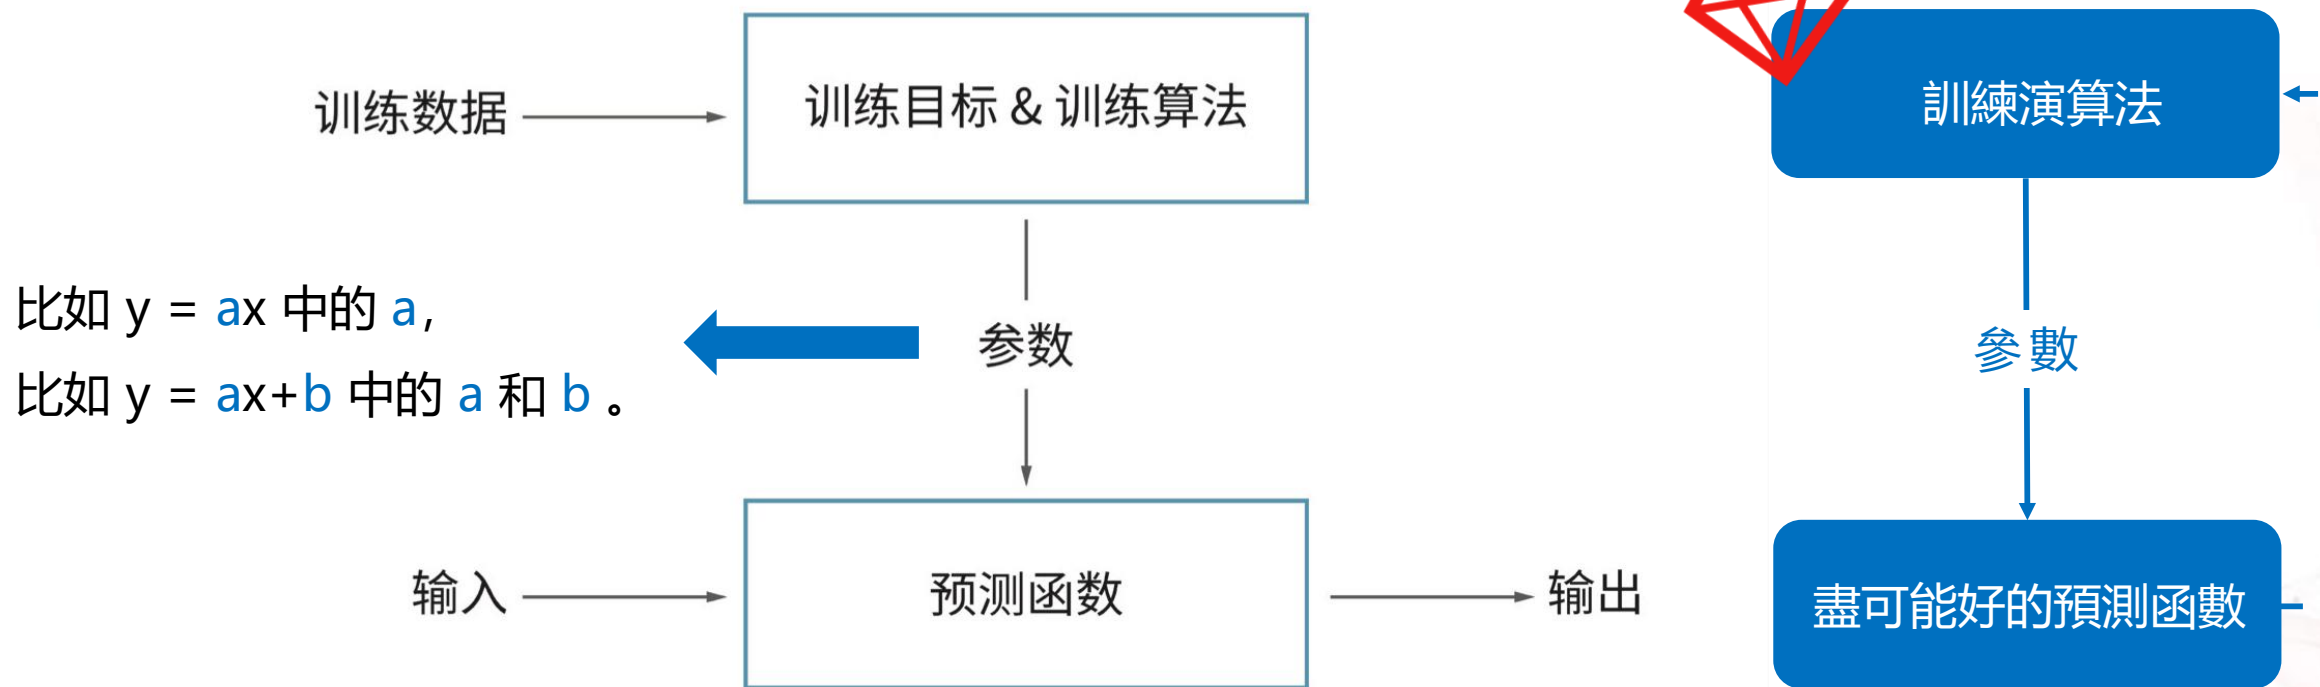 训练数据
训练目标 & 训练算法
比如 y = ax 中的 a,
比如 y = ax+b 中的 a 和 b 。
参数
输入
预测函数
输出
訓練演算法
參數
盡可能好的預測函數